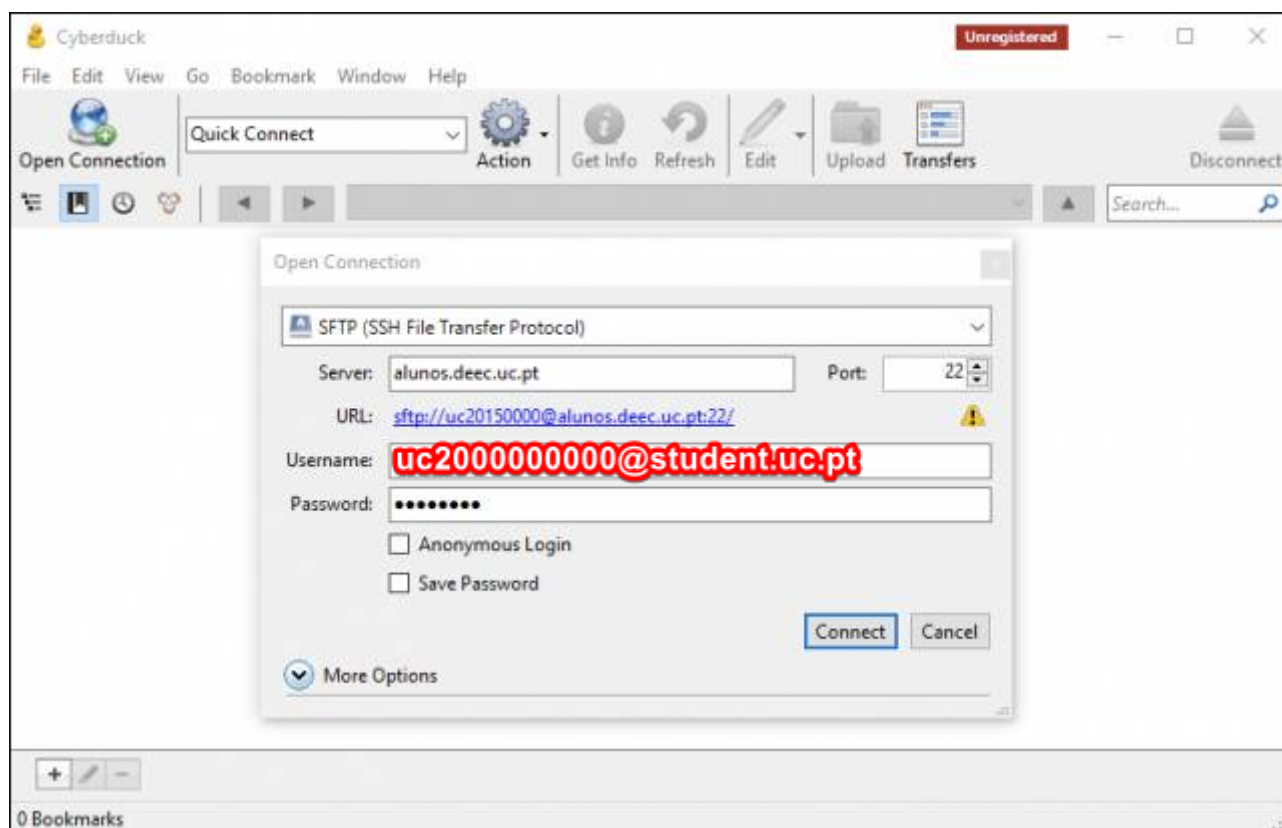 Cyberduck Unregistered
File Edit View Go Bookmark Window Help
Quick Connect
Open Connection Action Get Info Refresh Edit Upload Transfers Disconnect
Search...
Open Connection
SFTP (SSH File Transfer Protocol)
Server: alunos.deec.uc.pt Port: 22
URL: sftp://uc20150000@alunos.deec.uc.pt:22/
Username: uc2000000000@student.uc.pt
Password: ••••••••
Anonymous Login
Save Password
Connect Cancel
More Options
0 Bookmarks